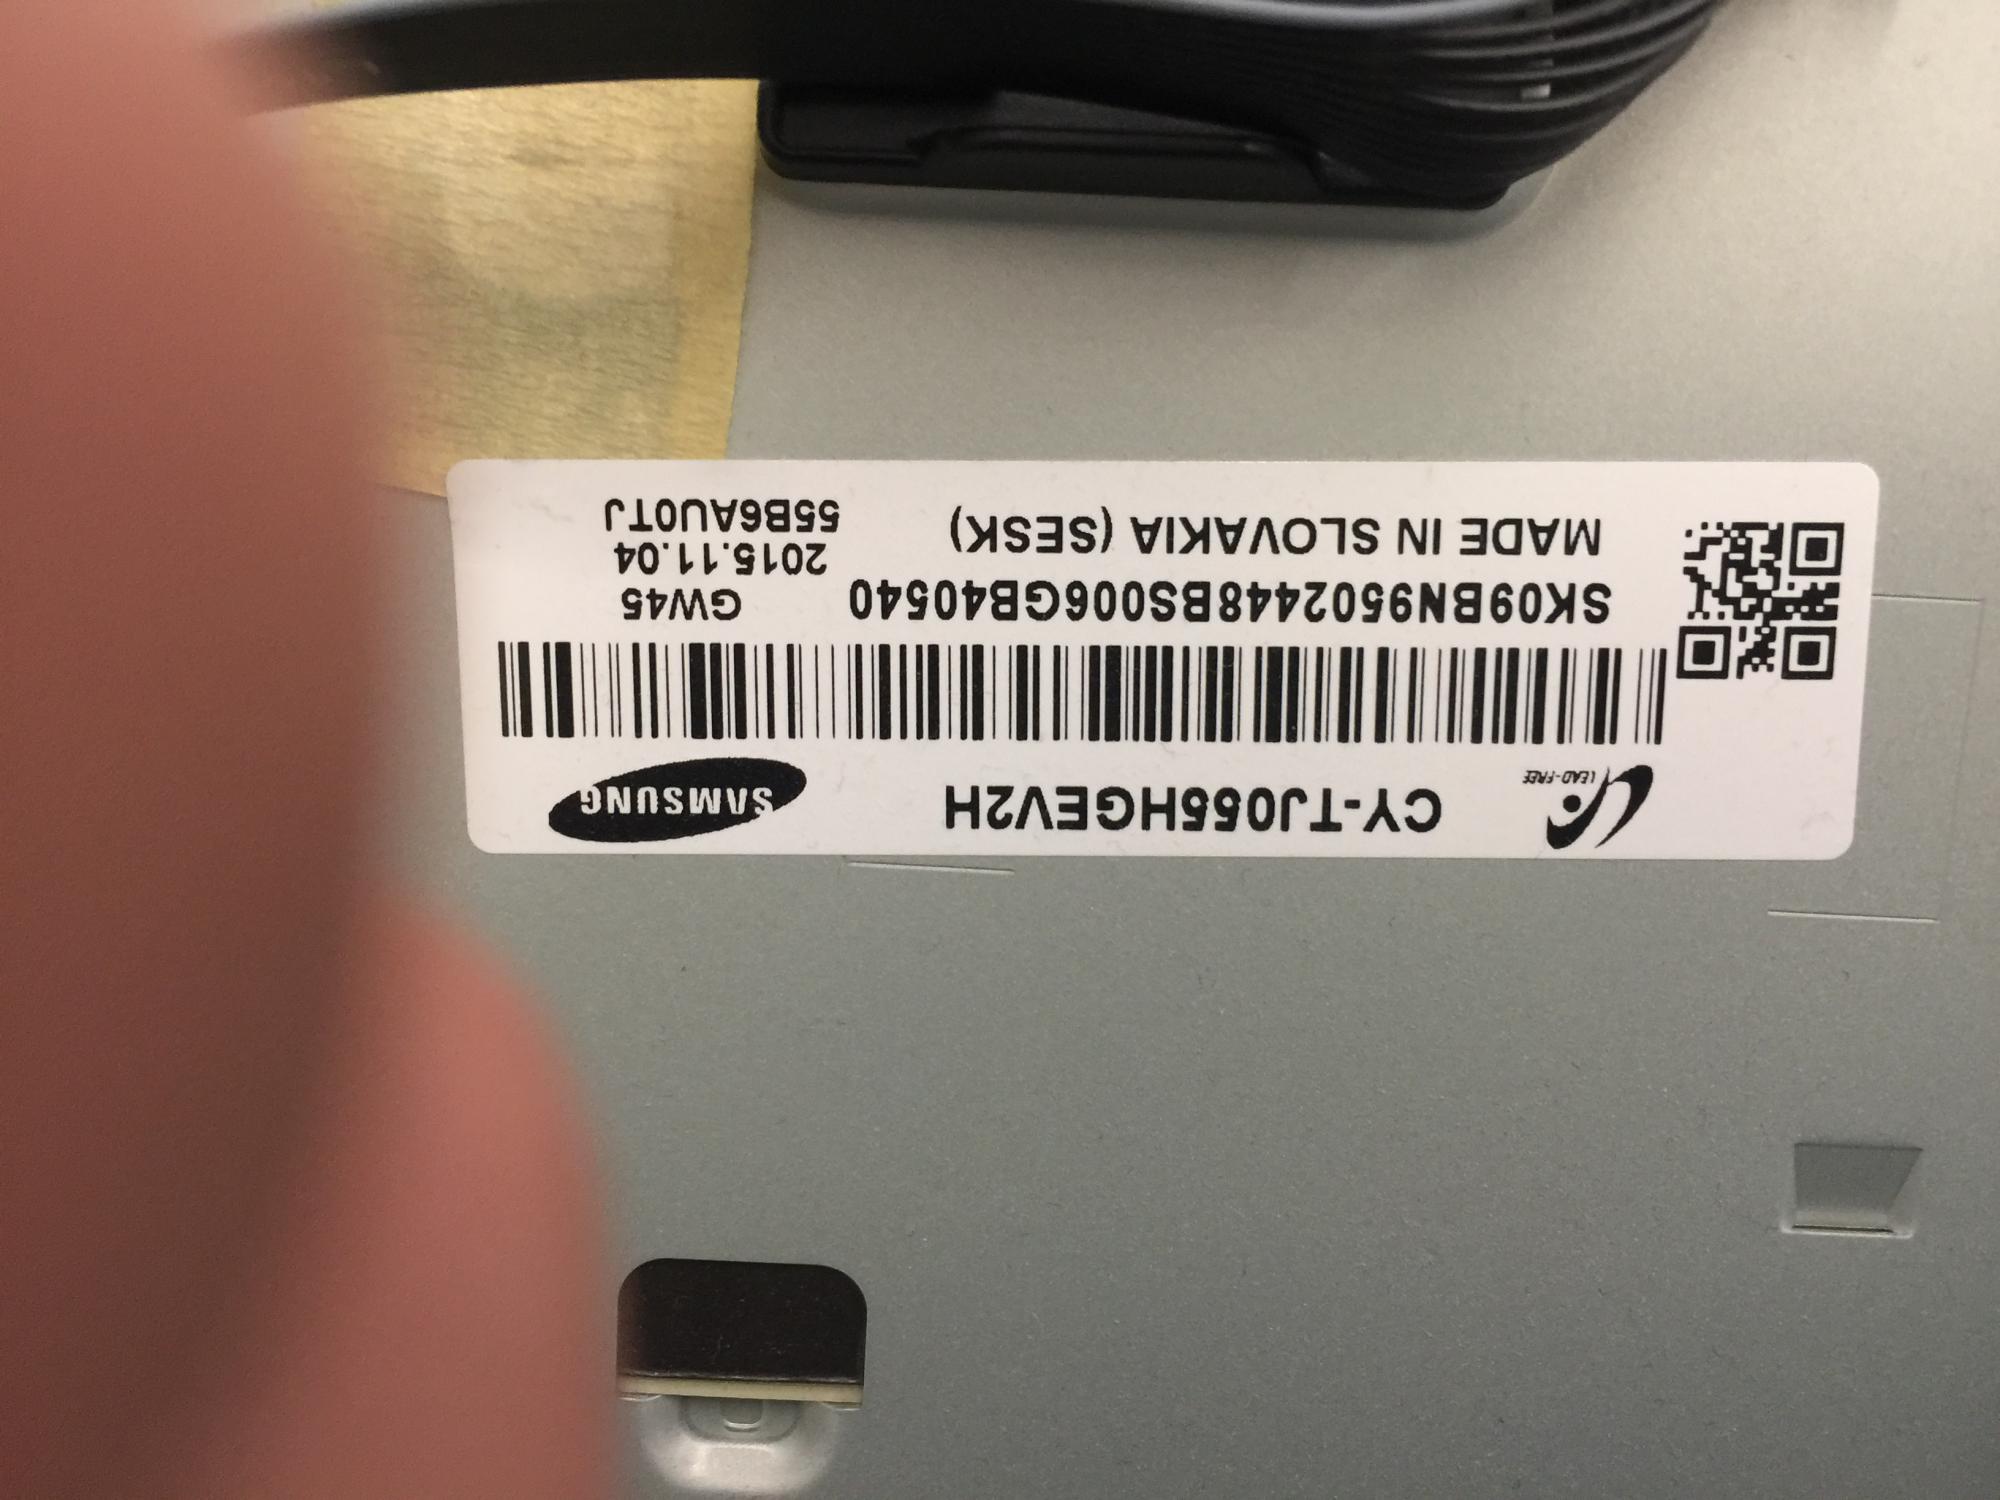 LEAD-FREE
CY-TJ055HGEV2H
SAMSUNG
SK09BN9502448BS006GB40540
GW45
MADE IN SLOVAKIA (SESK)
2015.11.04
55B6AU0TJ